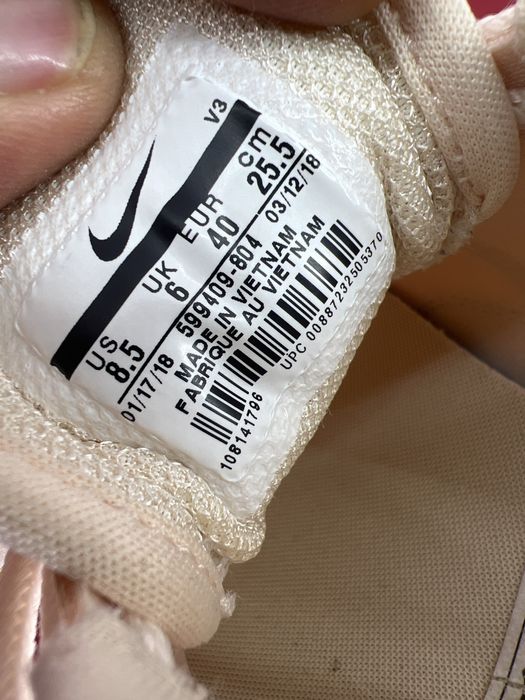 V3
US UK EUR cm
8.5 6 40 25.5
01/17/18 599409-804 03/12/18
MADE IN VIETNAM
FABRIQUE AU VIETNAM
108141796 UPC 00887232505370